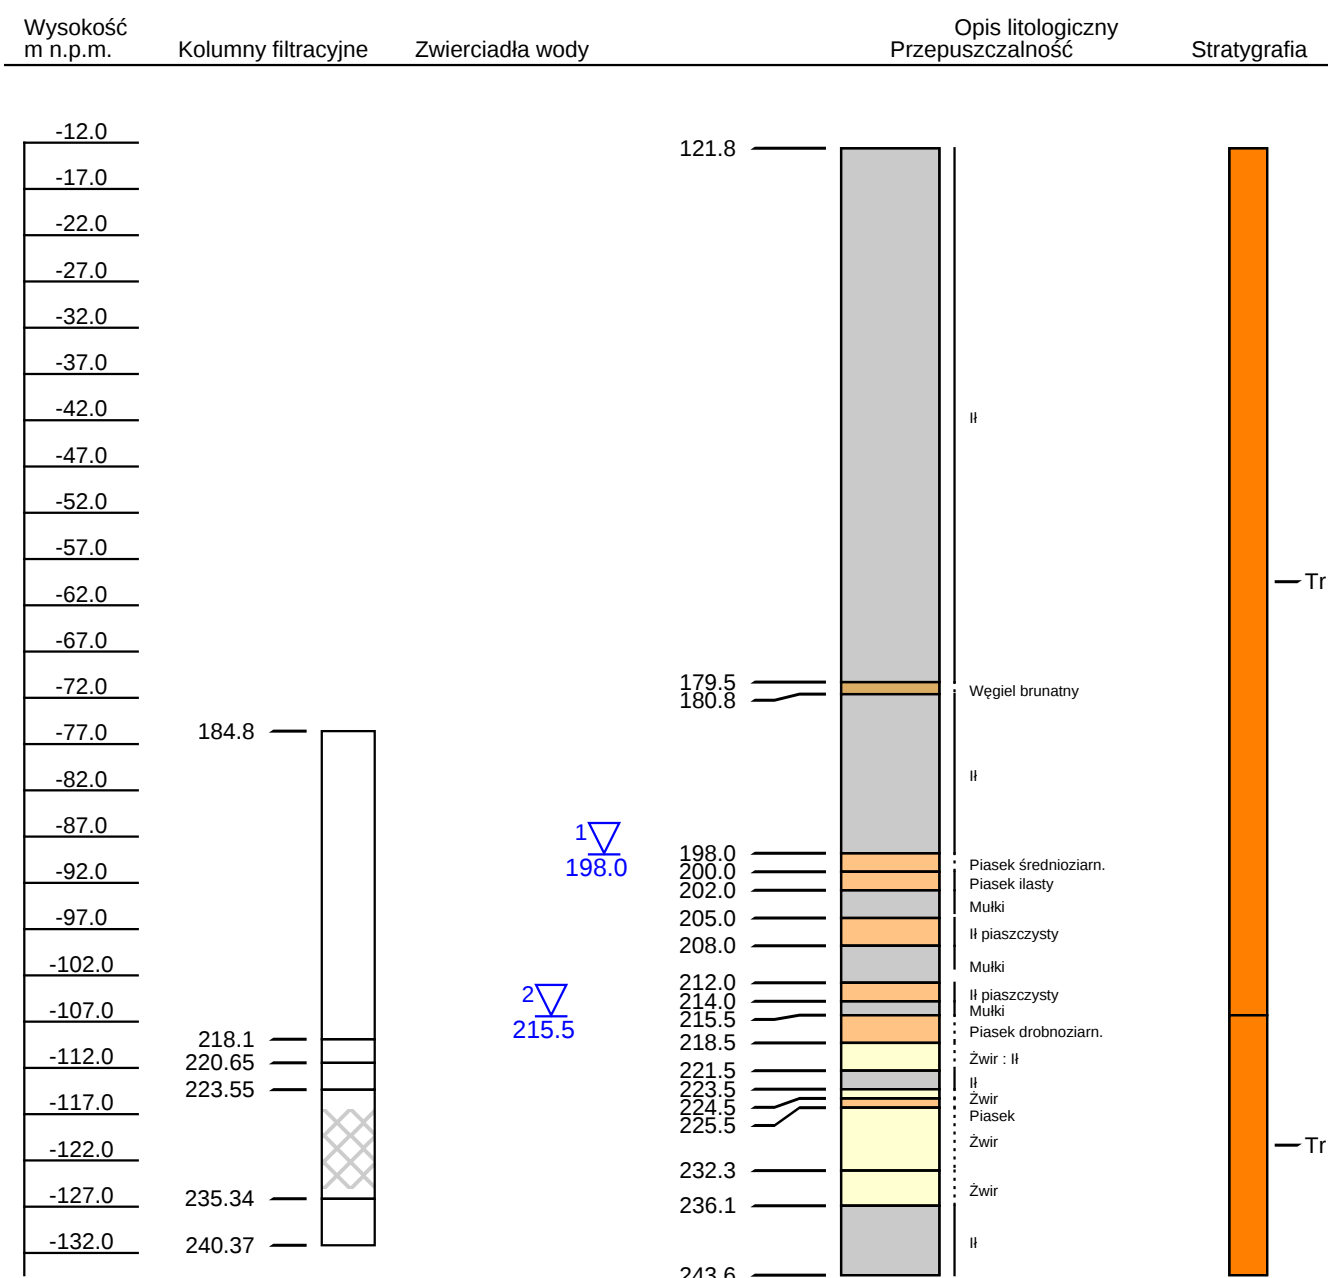 Wysokość
m n.p.m.
Kolumny filtracyjne
Zwierciadła wody
Opis litologiczny
Przepuszczalność
Stratygrafia
-12.0
-17.0
-22.0
-27.0
-32.0
-37.0
-42.0
-47.0
-52.0
-57.0
-62.0
-67.0
-72.0
-77.0
-82.0
-87.0
-92.0
-97.0
-102.0
-107.0
-112.0
-117.0
-122.0
-127.0
-132.0
184.8
218.1
220.65
223.55
235.34
240.37
1
198.0
2
215.5
121.8
179.5
180.8
198.0
200.0
202.0
205.0
208.0
212.0
214.0
215.5
218.5
221.5
223.5
224.5
225.5
232.3
236.1
243.6
Ił
Węgiel brunatny
Ił
Piasek średnioziarn.
Piasek ilasty
Mułki
Ił piaszczysty
Mułki
Ił piaszczysty
Mułki
Piasek drobnoziarn.
Żwir : Ił
Ił
Żwir
Piasek
Żwir
Żwir
Ił
Tr
Tr